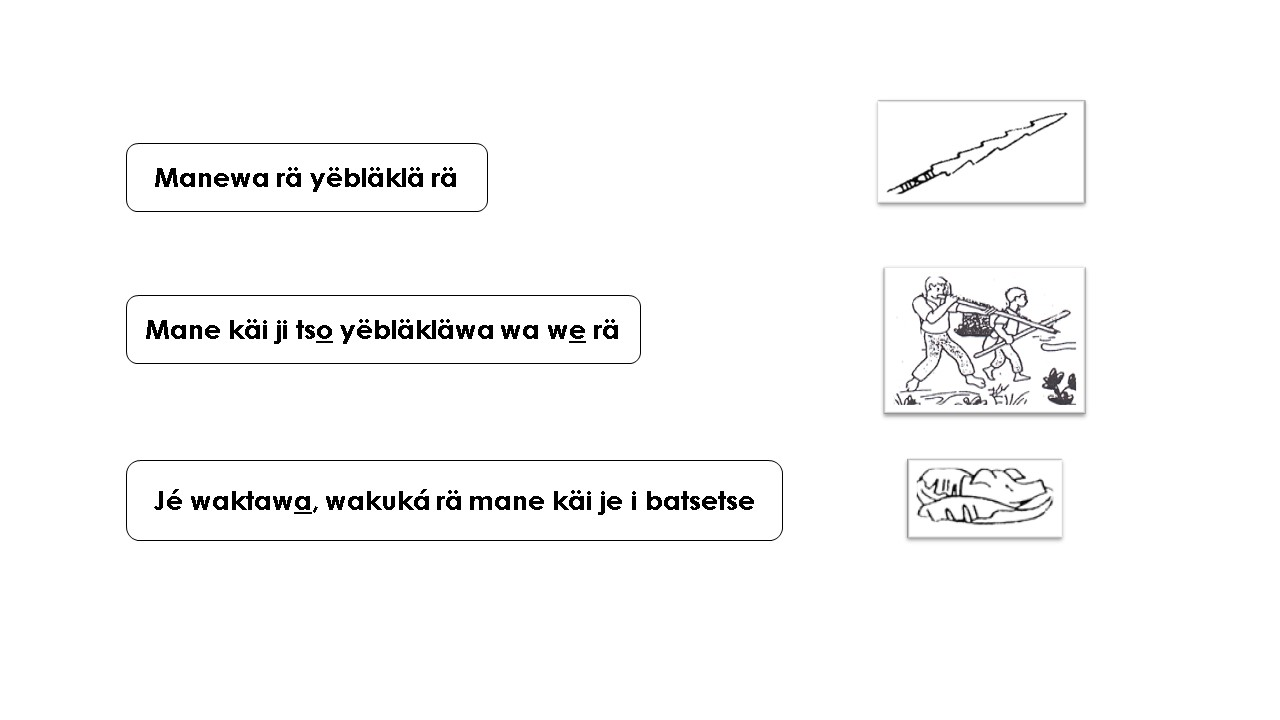 Manewa rä yëbläklä rä
Mane käi ji tso̲ yëbläkläwa wa we̲ rä
Jé waktawa̲, wakuká rä mane käi je i batsetse